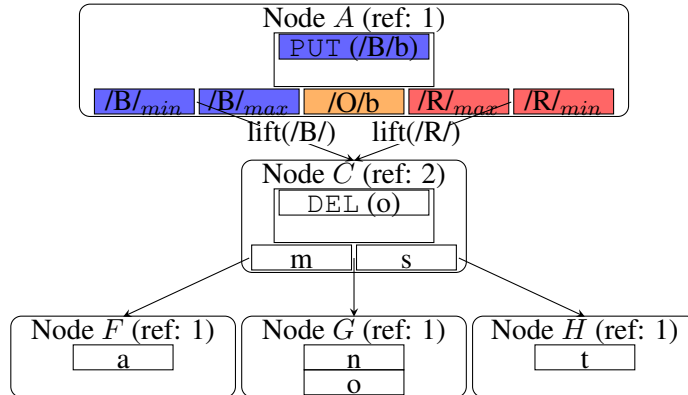 Node A (ref: 1)
PUT (/B/b)
/B/min /B/max /O/b /R/max /R/min
lift(/B/) lift(/R/)
Node C (ref: 2)
DEL (o)
m s
Node F (ref: 1) Node G (ref: 1) Node H (ref: 1)
a n t
o